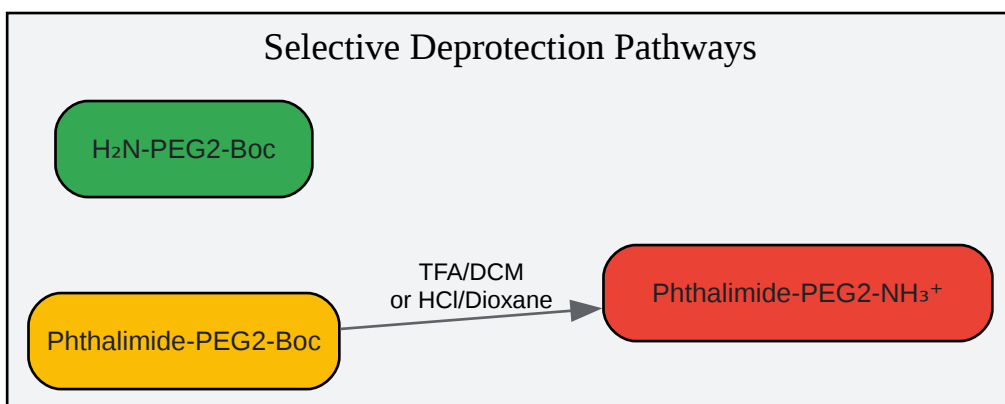 Selective Deprotection Pathways
H₂N-PEG2-Boc
TFA/DCM
or HCl/Dioxane
Phthalimide-PEG2-NH₃⁺
Phthalimide-PEG2-Boc